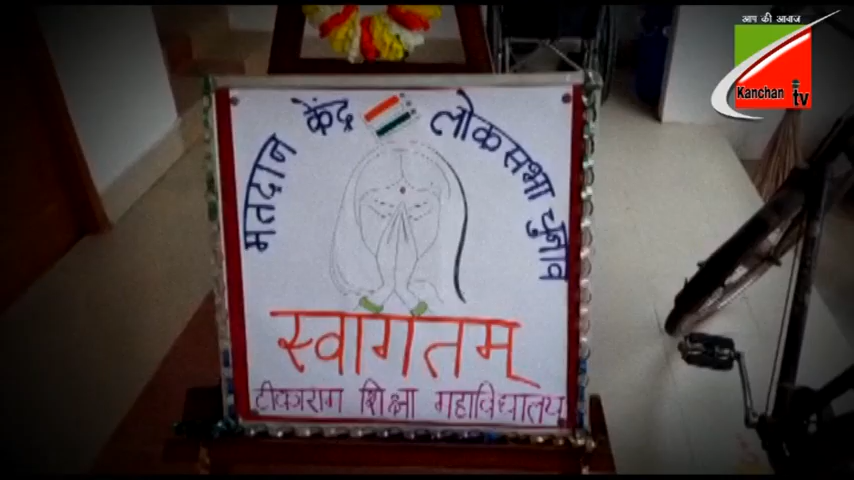 आप की आवाज
Kanchan tv
मतदान केंद्र लोकसभा चुनाव
स्वागतम्
टीकाराम शिक्षा महाविद्यालय